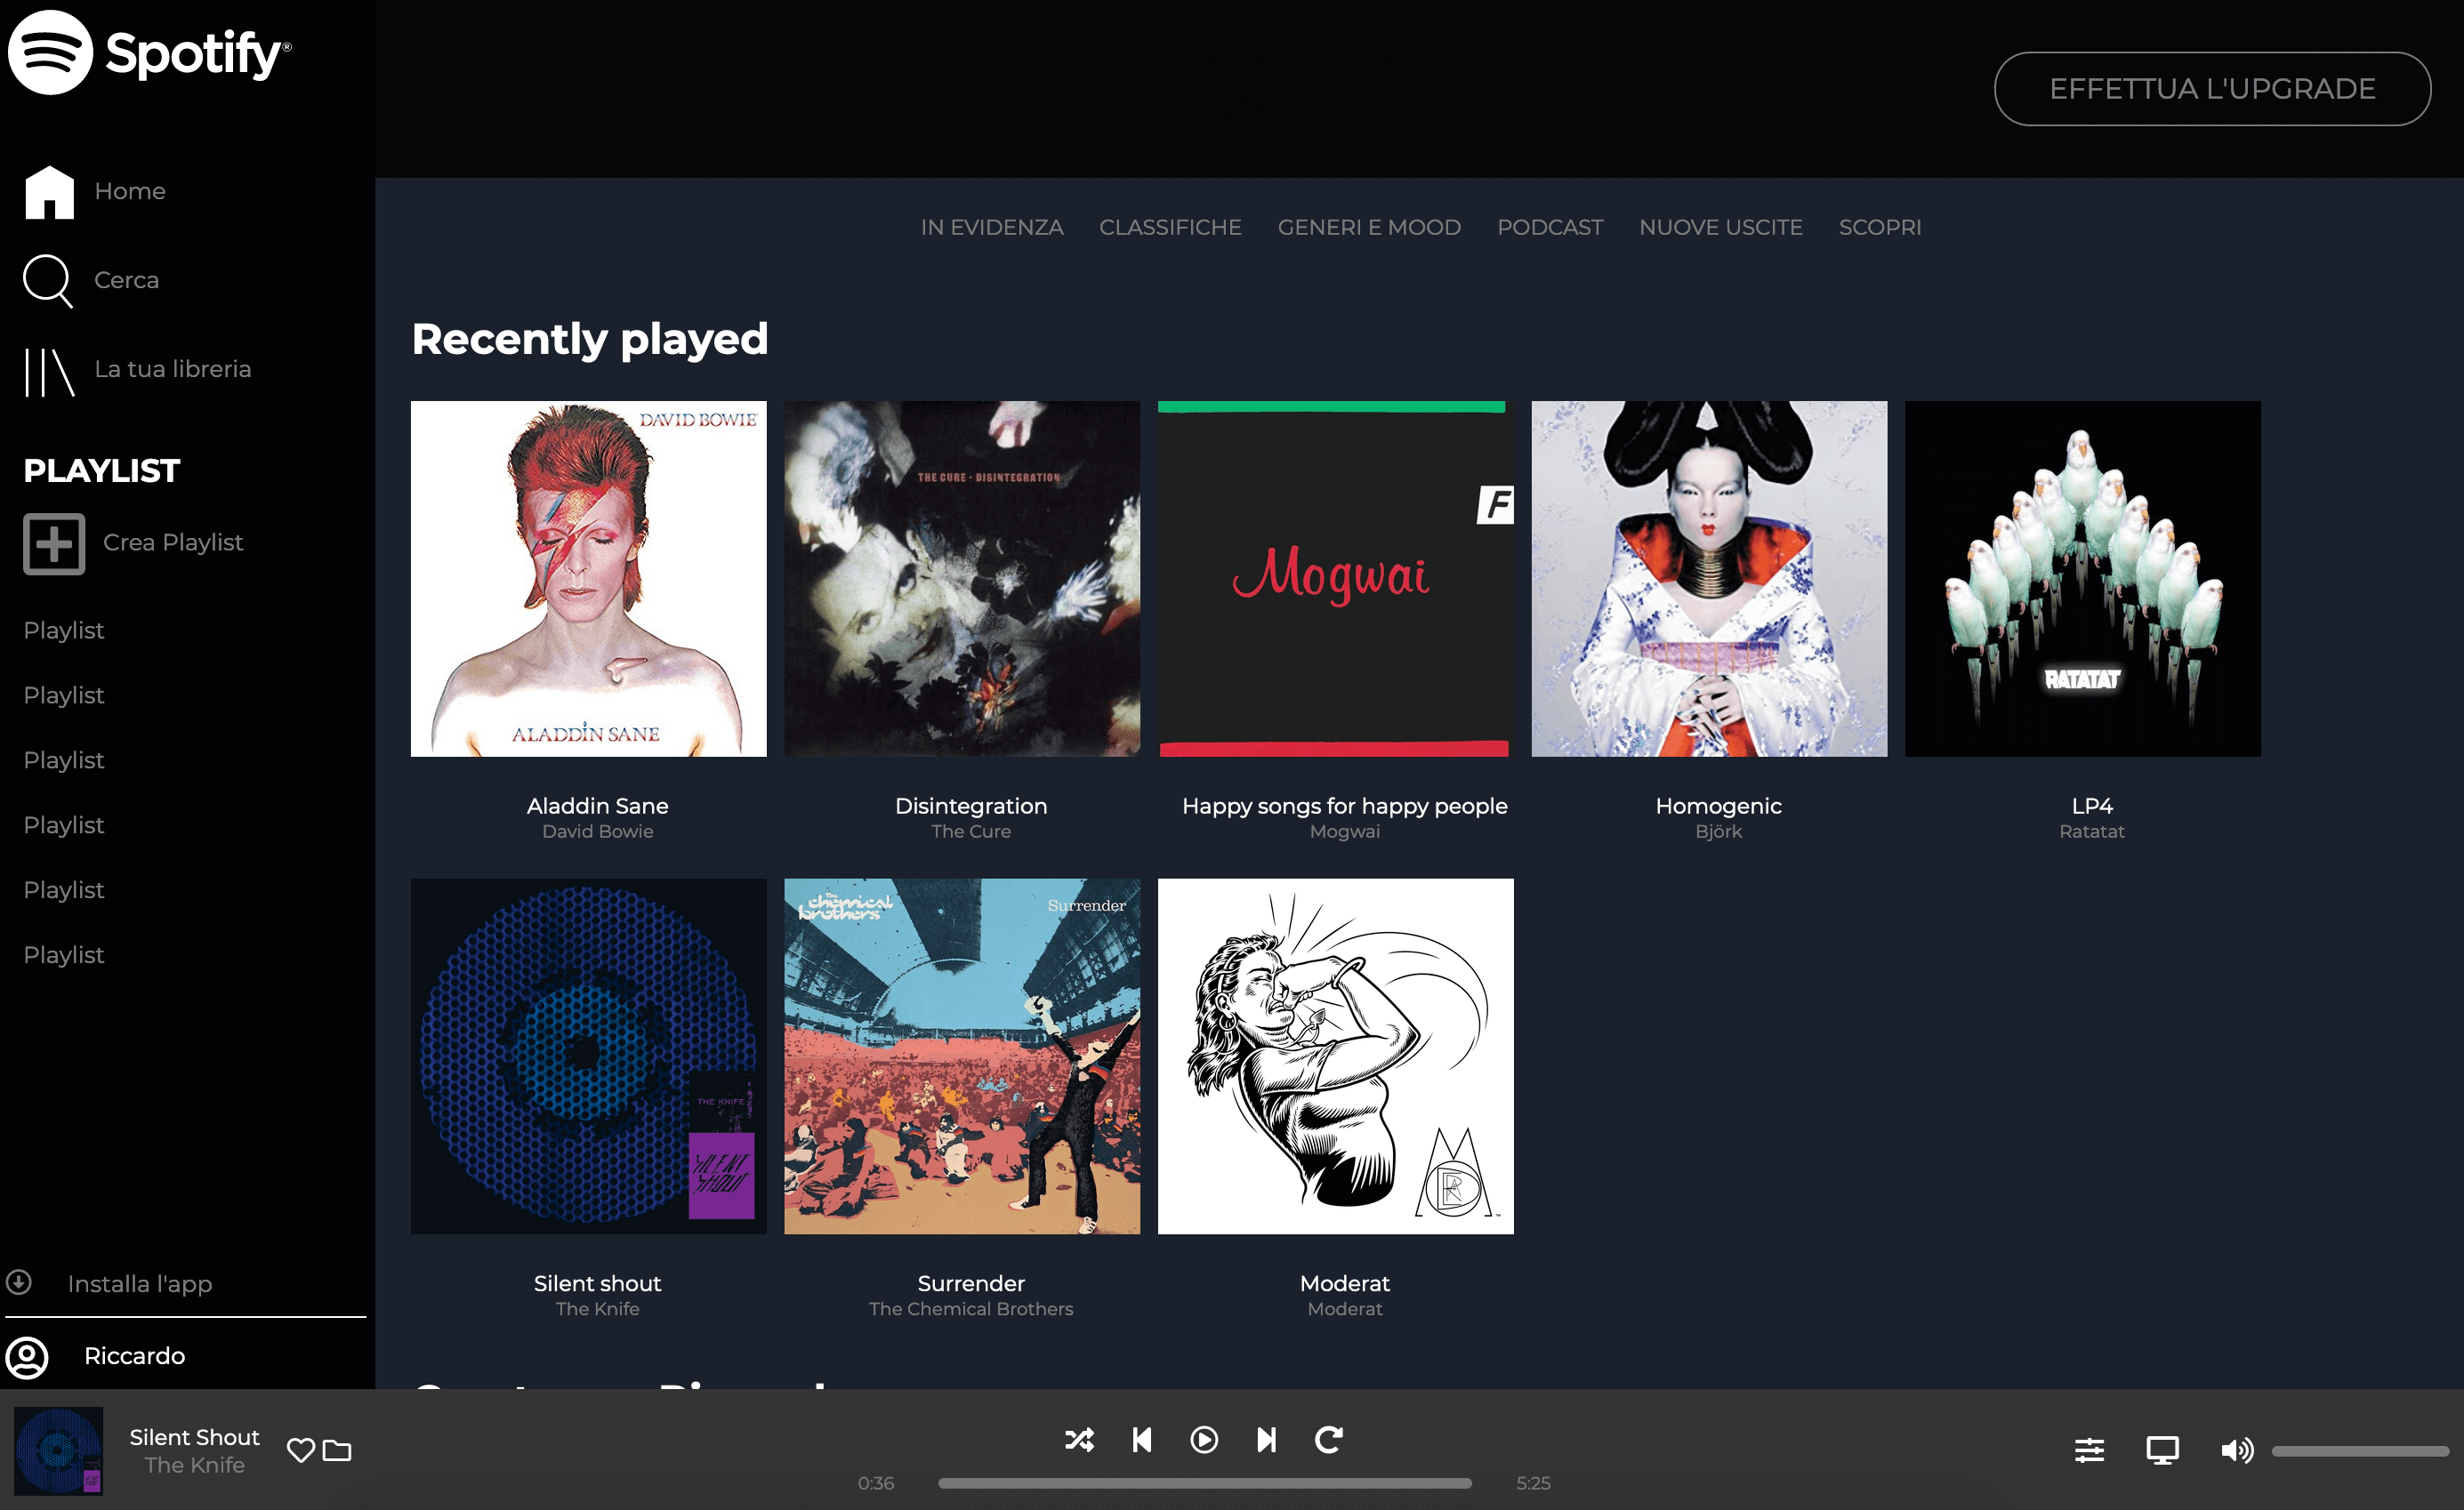 Spotify®
EFFETTUA L'UPGRADE
Home
Cerca
La tua libreria
PLAYLIST
Crea Playlist
Playlist
Playlist
Playlist
Playlist
Playlist
Playlist
Installa l'app
Riccardo
IN EVIDENZA CLASSIFICHE GENERI E MOOD PODCAST NUOVE USCITE SCOPRI
Recently played
DAVID BOWIE
ALADDIN SANE
THE CURE · DISINTEGRATION
F
Mogwai
RATATAT
Aladdin Sane
David Bowie
Disintegration
The Cure
Happy songs for happy people
Mogwai
Homogenic
Björk
LP4
Ratatat
THE KNIFE
SILENT
SHOUT
The
chemical
brothers
Surrender
Silent shout
The Knife
Surrender
The Chemical Brothers
Moderat
Moderat
Silent Shout
The Knife
0:36
5:25